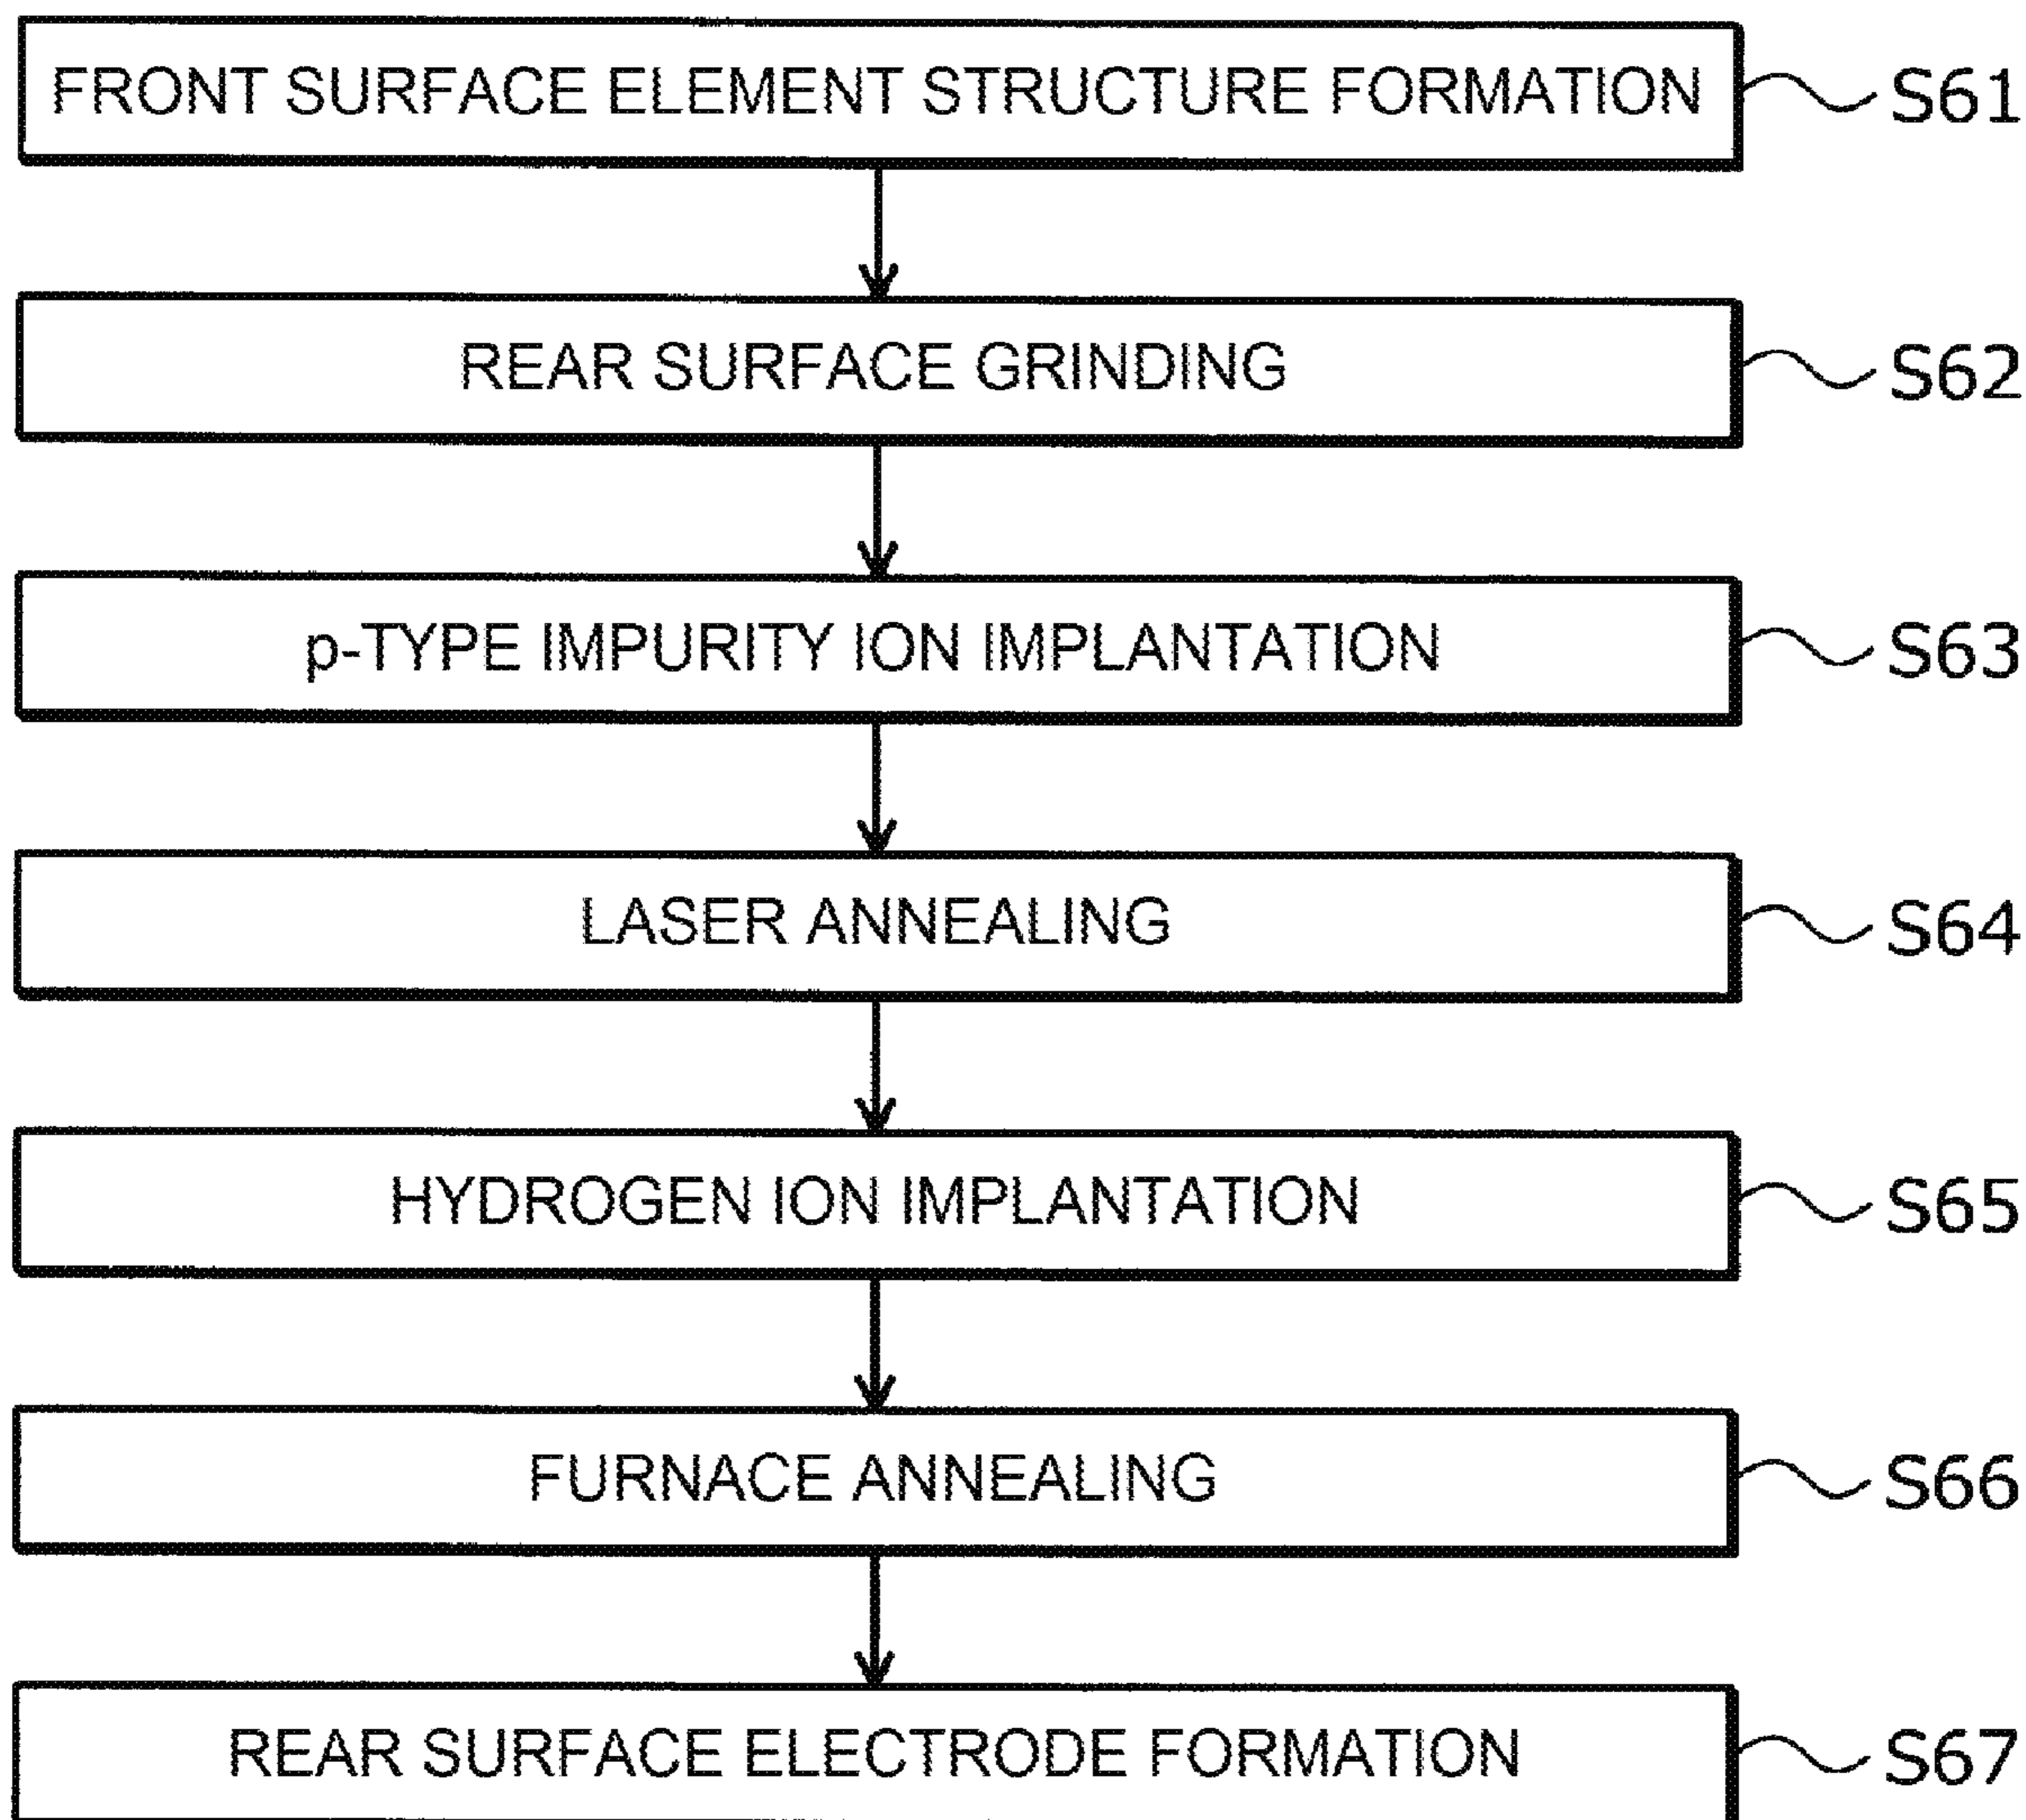 FRONT SURFACE ELEMENT STRUCTURE FORMATION S61
REAR SURFACE GRINDING S62
p-TYPE IMPURITY ION IMPLANTATION S63
LASER ANNEALING S64
HYDROGEN ION IMPLANTATION S65
FURNACE ANNEALING S66
REAR SURFACE ELECTRODE FORMATION S67